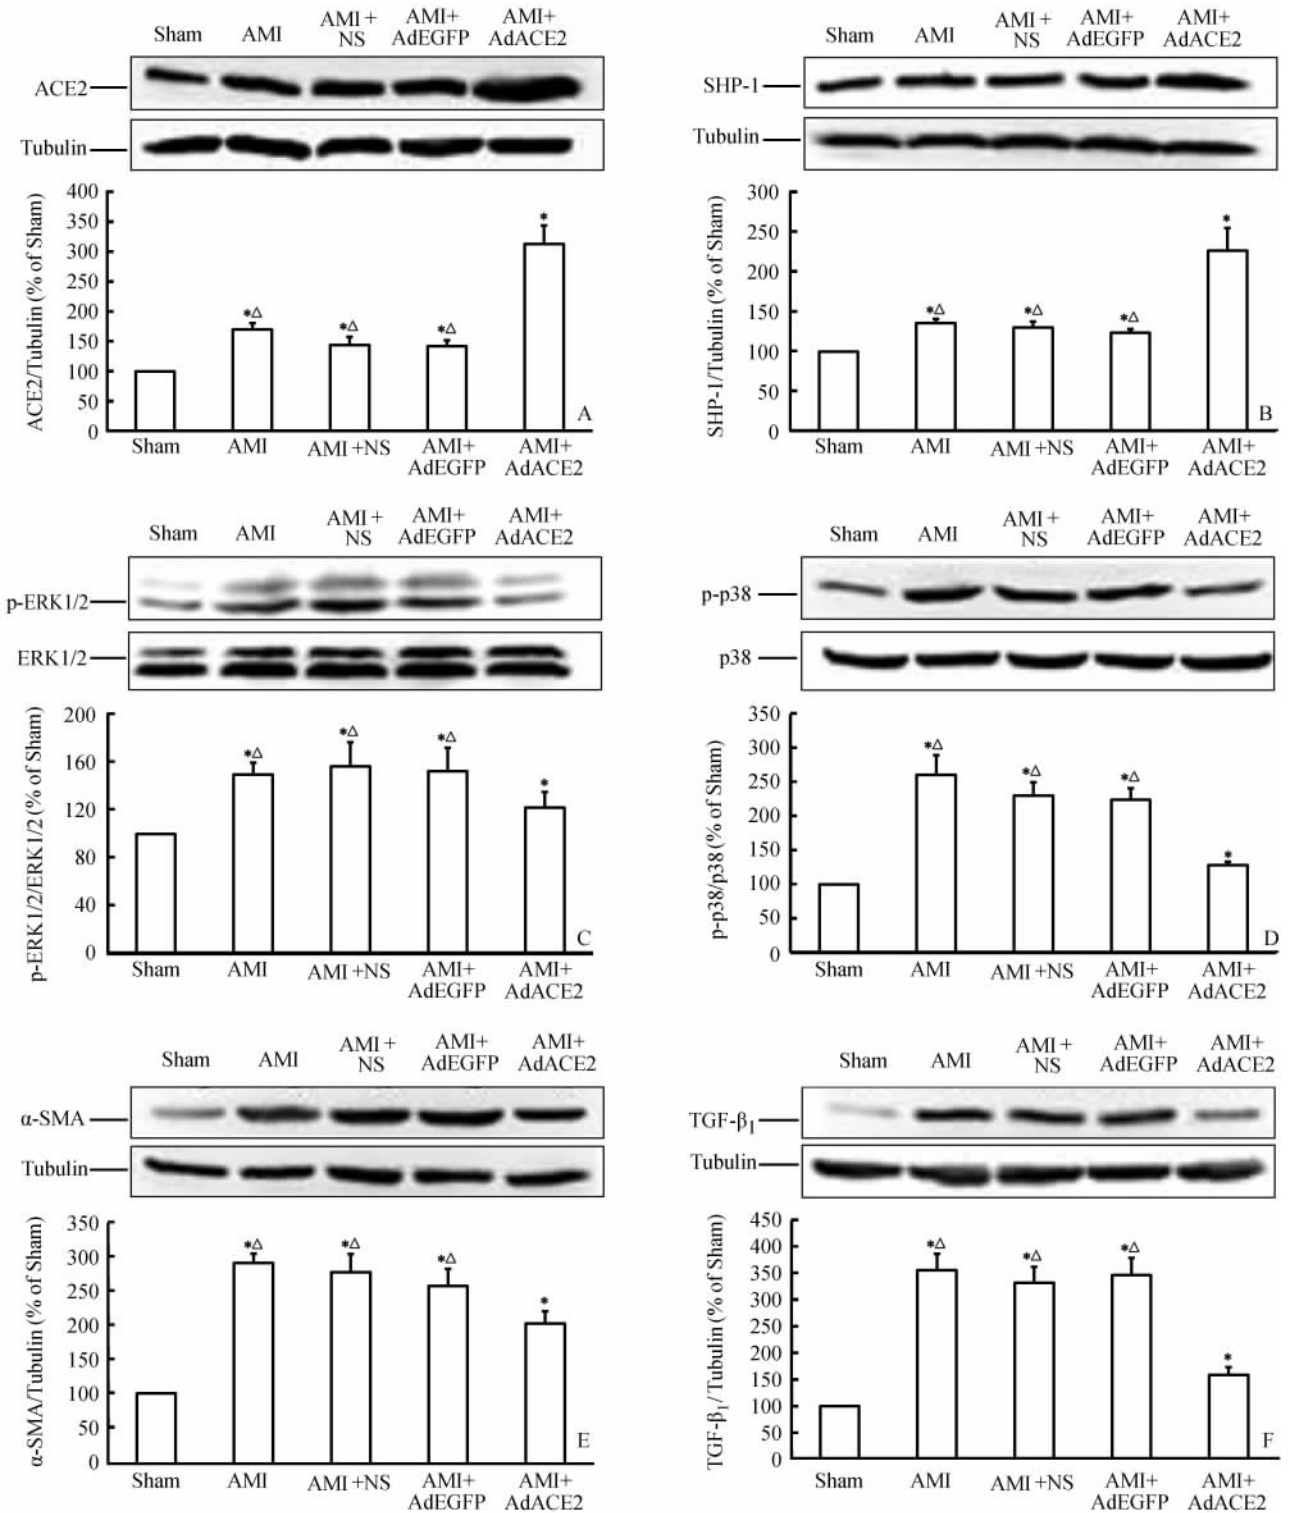 Sham AMI AMI + NS AMI+ AdEGFP AMI+ AdACE2
ACE2
Tubulin
ACE2/Tubulin (% of Sham)
400
350
300
250
200
150
100
50
0
*
*Δ *Δ *Δ
A
Sham AMI AMI +NS AMI+ AdEGFP AMI+ AdACE2
Sham AMI AMI + NS AMI+ AdEGFP AMI+ AdACE2
SHP-1
Tubulin
SHP-1/Tubulin (% of Sham)
300
250
200
150
100
50
0
*
*Δ *Δ *Δ
B
Sham AMI AMI +NS AMI+ AdEGFP AMI+ AdACE2
Sham AMI AMI + NS AMI+ AdEGFP AMI+ AdACE2
p-ERK1/2
ERK1/2
p-ERK1/2/ERK1/2 (% of Sham)
200
160
120
80
40
0
*Δ *Δ *Δ *
C
Sham AMI AMI +NS AMI+ AdEGFP AMI+ AdACE2
Sham AMI AMI + NS AMI+ AdEGFP AMI+ AdACE2
p-p38
p38
p-p38/p38 (% of Sham)
350
300
250
200
150
100
50
0
*Δ *Δ *Δ *
D
Sham AMI AMI +NS AMI+ AdEGFP AMI+ AdACE2
Sham AMI AMI + NS AMI+ AdEGFP AMI+ AdACE2
α-SMA
Tubulin
α-SMA/Tubulin (% of Sham)
350
300
250
200
150
100
50
0
*Δ *Δ *Δ *
E
Sham AMI AMI +NS AMI+ AdEGFP AMI+ AdACE2
Sham AMI AMI + NS AMI+ AdEGFP AMI+ AdACE2
TGF-β1
Tubulin
TGF-β1/Tubulin (% of Sham)
450
400
350
300
250
200
150
100
50
0
*Δ *Δ *Δ *
F
Sham AMI AMI +NS AMI+ AdEGFP AMI+ AdACE2